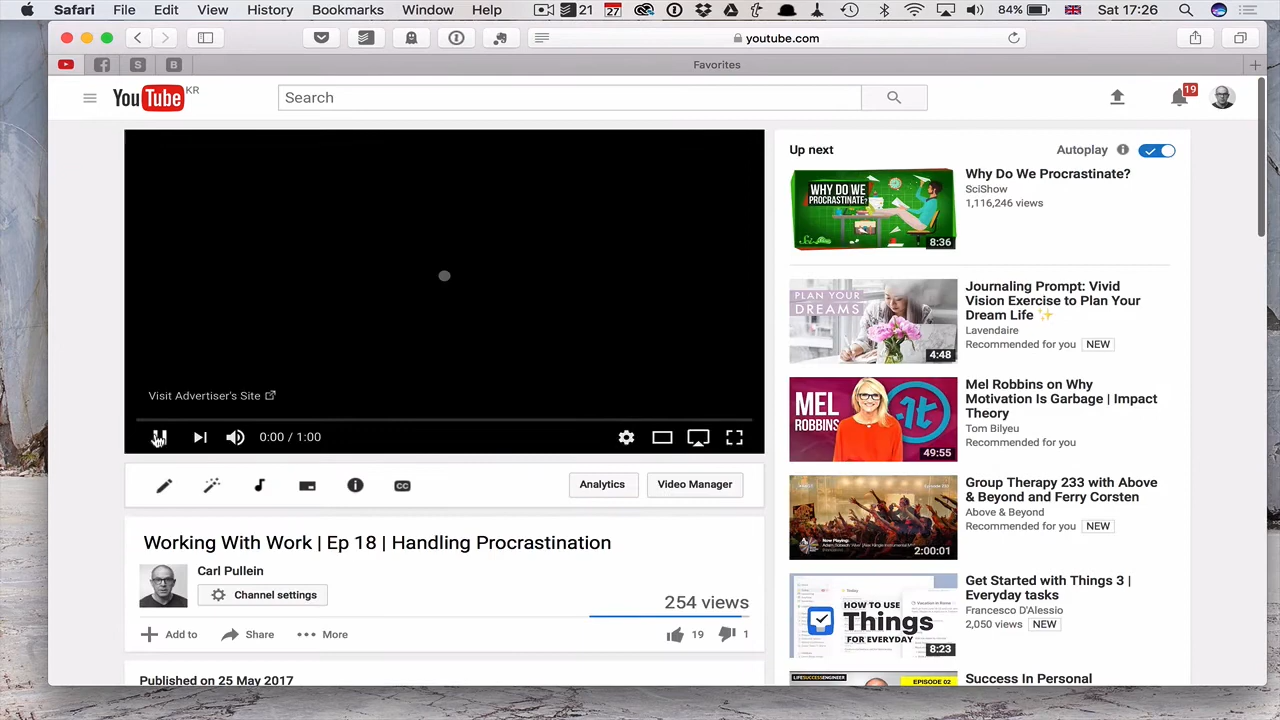 Safari File Edit View History Bookmarks Window Help 21 27 84% Sat 17:26
youtube.com
S B Favorites
YouTube KR Search 19
Visit Advertiser's Site
0:00 / 1:00
Analytics Video Manager
Working With Work | Ep 18 | Handling Procrastination
Carl Pullein
Channel settings
254 views
Add to Share More 19 1
Published on 25 May 2017
Up next Autoplay
WHY DO WE
PROCRASTINATE?
SciShow
8:36
Why Do We Procrastinate?
SciShow
1,116,246 views
PLAN YOUR
DREAMS
4:48
Journaling Prompt: Vivid
Vision Exercise to Plan Your
Dream Life ✨
Lavendaire
Recommended for you NEW
MEL
ROBBINS
49:55
Mel Robbins on Why
Motivation Is Garbage | Impact
Theory
Tom Bilyeu
Recommended for you
2:00:01
Group Therapy 233 with Above
& Beyond and Ferry Corsten
Above & Beyond
Recommended for you NEW
HOW TO USE
Things
FOR EVERYDAY
8:23
Get Started with Things 3 |
Everyday tasks
Francesco D'Alessio
2,050 views NEW
LIFESUCCESSENGINEER
EPISODE 02
Success In Personal